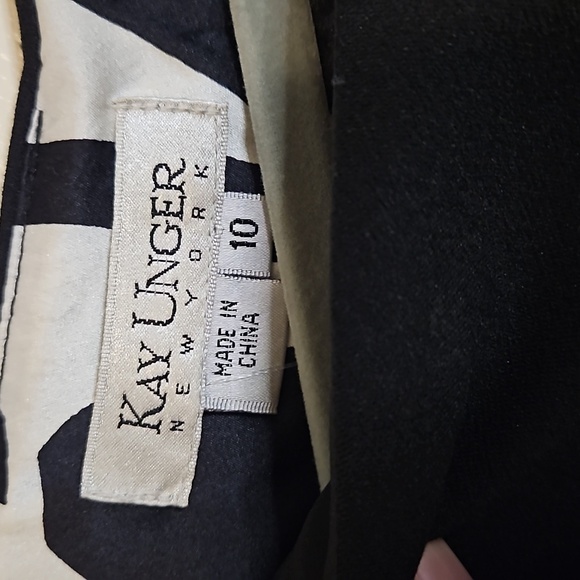 KAY UNGER
NEW YORK
10
MADE IN
CHINA